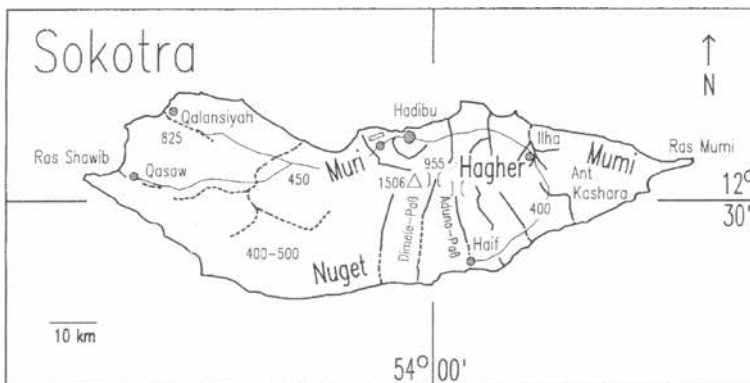 Sokotra
N
Hadibu
Qalansiyah
825
Ilha
Ras Shawib
Qasaw
450
Muri
955
Hagher
Mumi
Ras Mumi
1506
Ant
Kashara
12°
30'
400
400-500
Nuget
Dimele-Paß
Aduno-Paß
Haif
10 km
54° 00'